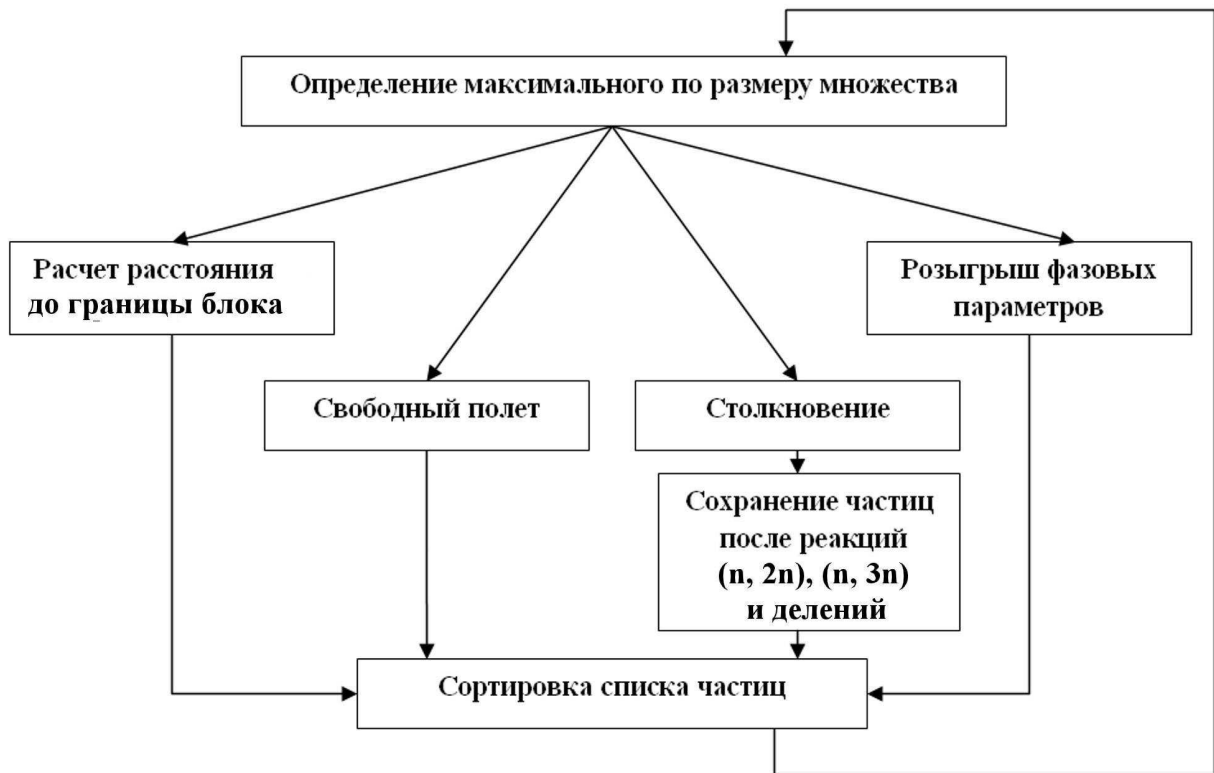 Определение максимального по размеру множества
Расчет расстояния
до границы блока
Розыгрыш фазовых
параметров
Свободный полет
Столкновение
Сохранение частиц
после реакций
(n, 2n), (n, 3n)
и делений
Сортировка списка частиц